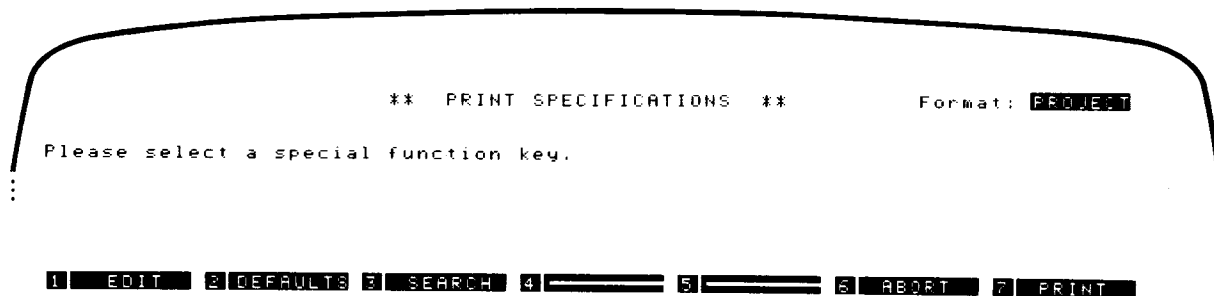 ** PRINT SPECIFICATIONS ** Format: PROJECT
Please select a special function key.
1 EDIT 2 DEFAULTS 3 SEARCH 4 5 6 ABORT 7 PRINT